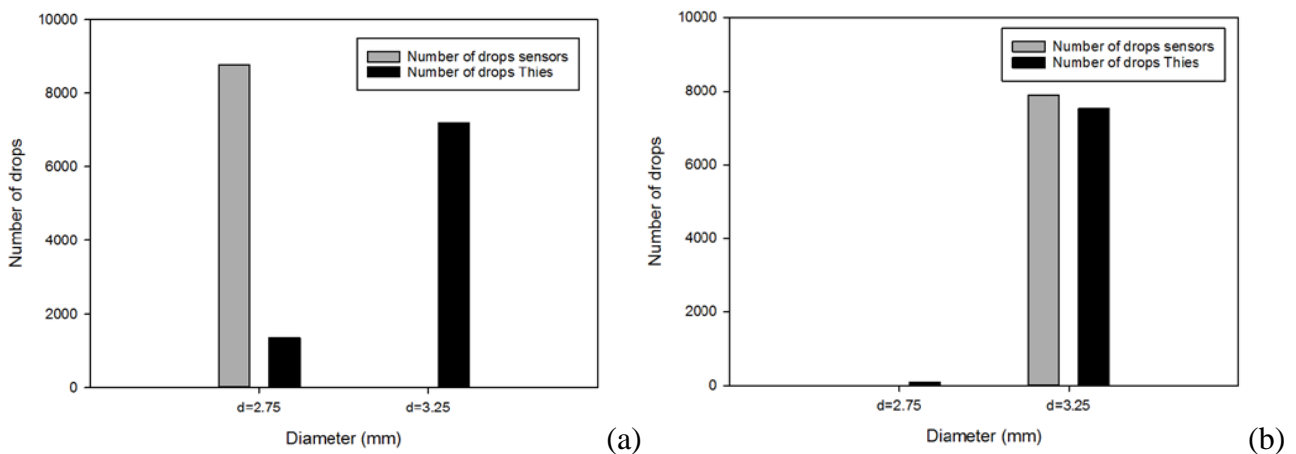 10000
8000
6000
4000
2000
0
Number of drops
Number of drops sensors
Number of drops Thies
d=2.75
d=3.25
Diameter (mm)
(a)
10000
8000
6000
4000
2000
0
Number of drops
Number of drops sensors
Number of drops Thies
d=2.75
d=3.25
Diameter (mm)
(b)